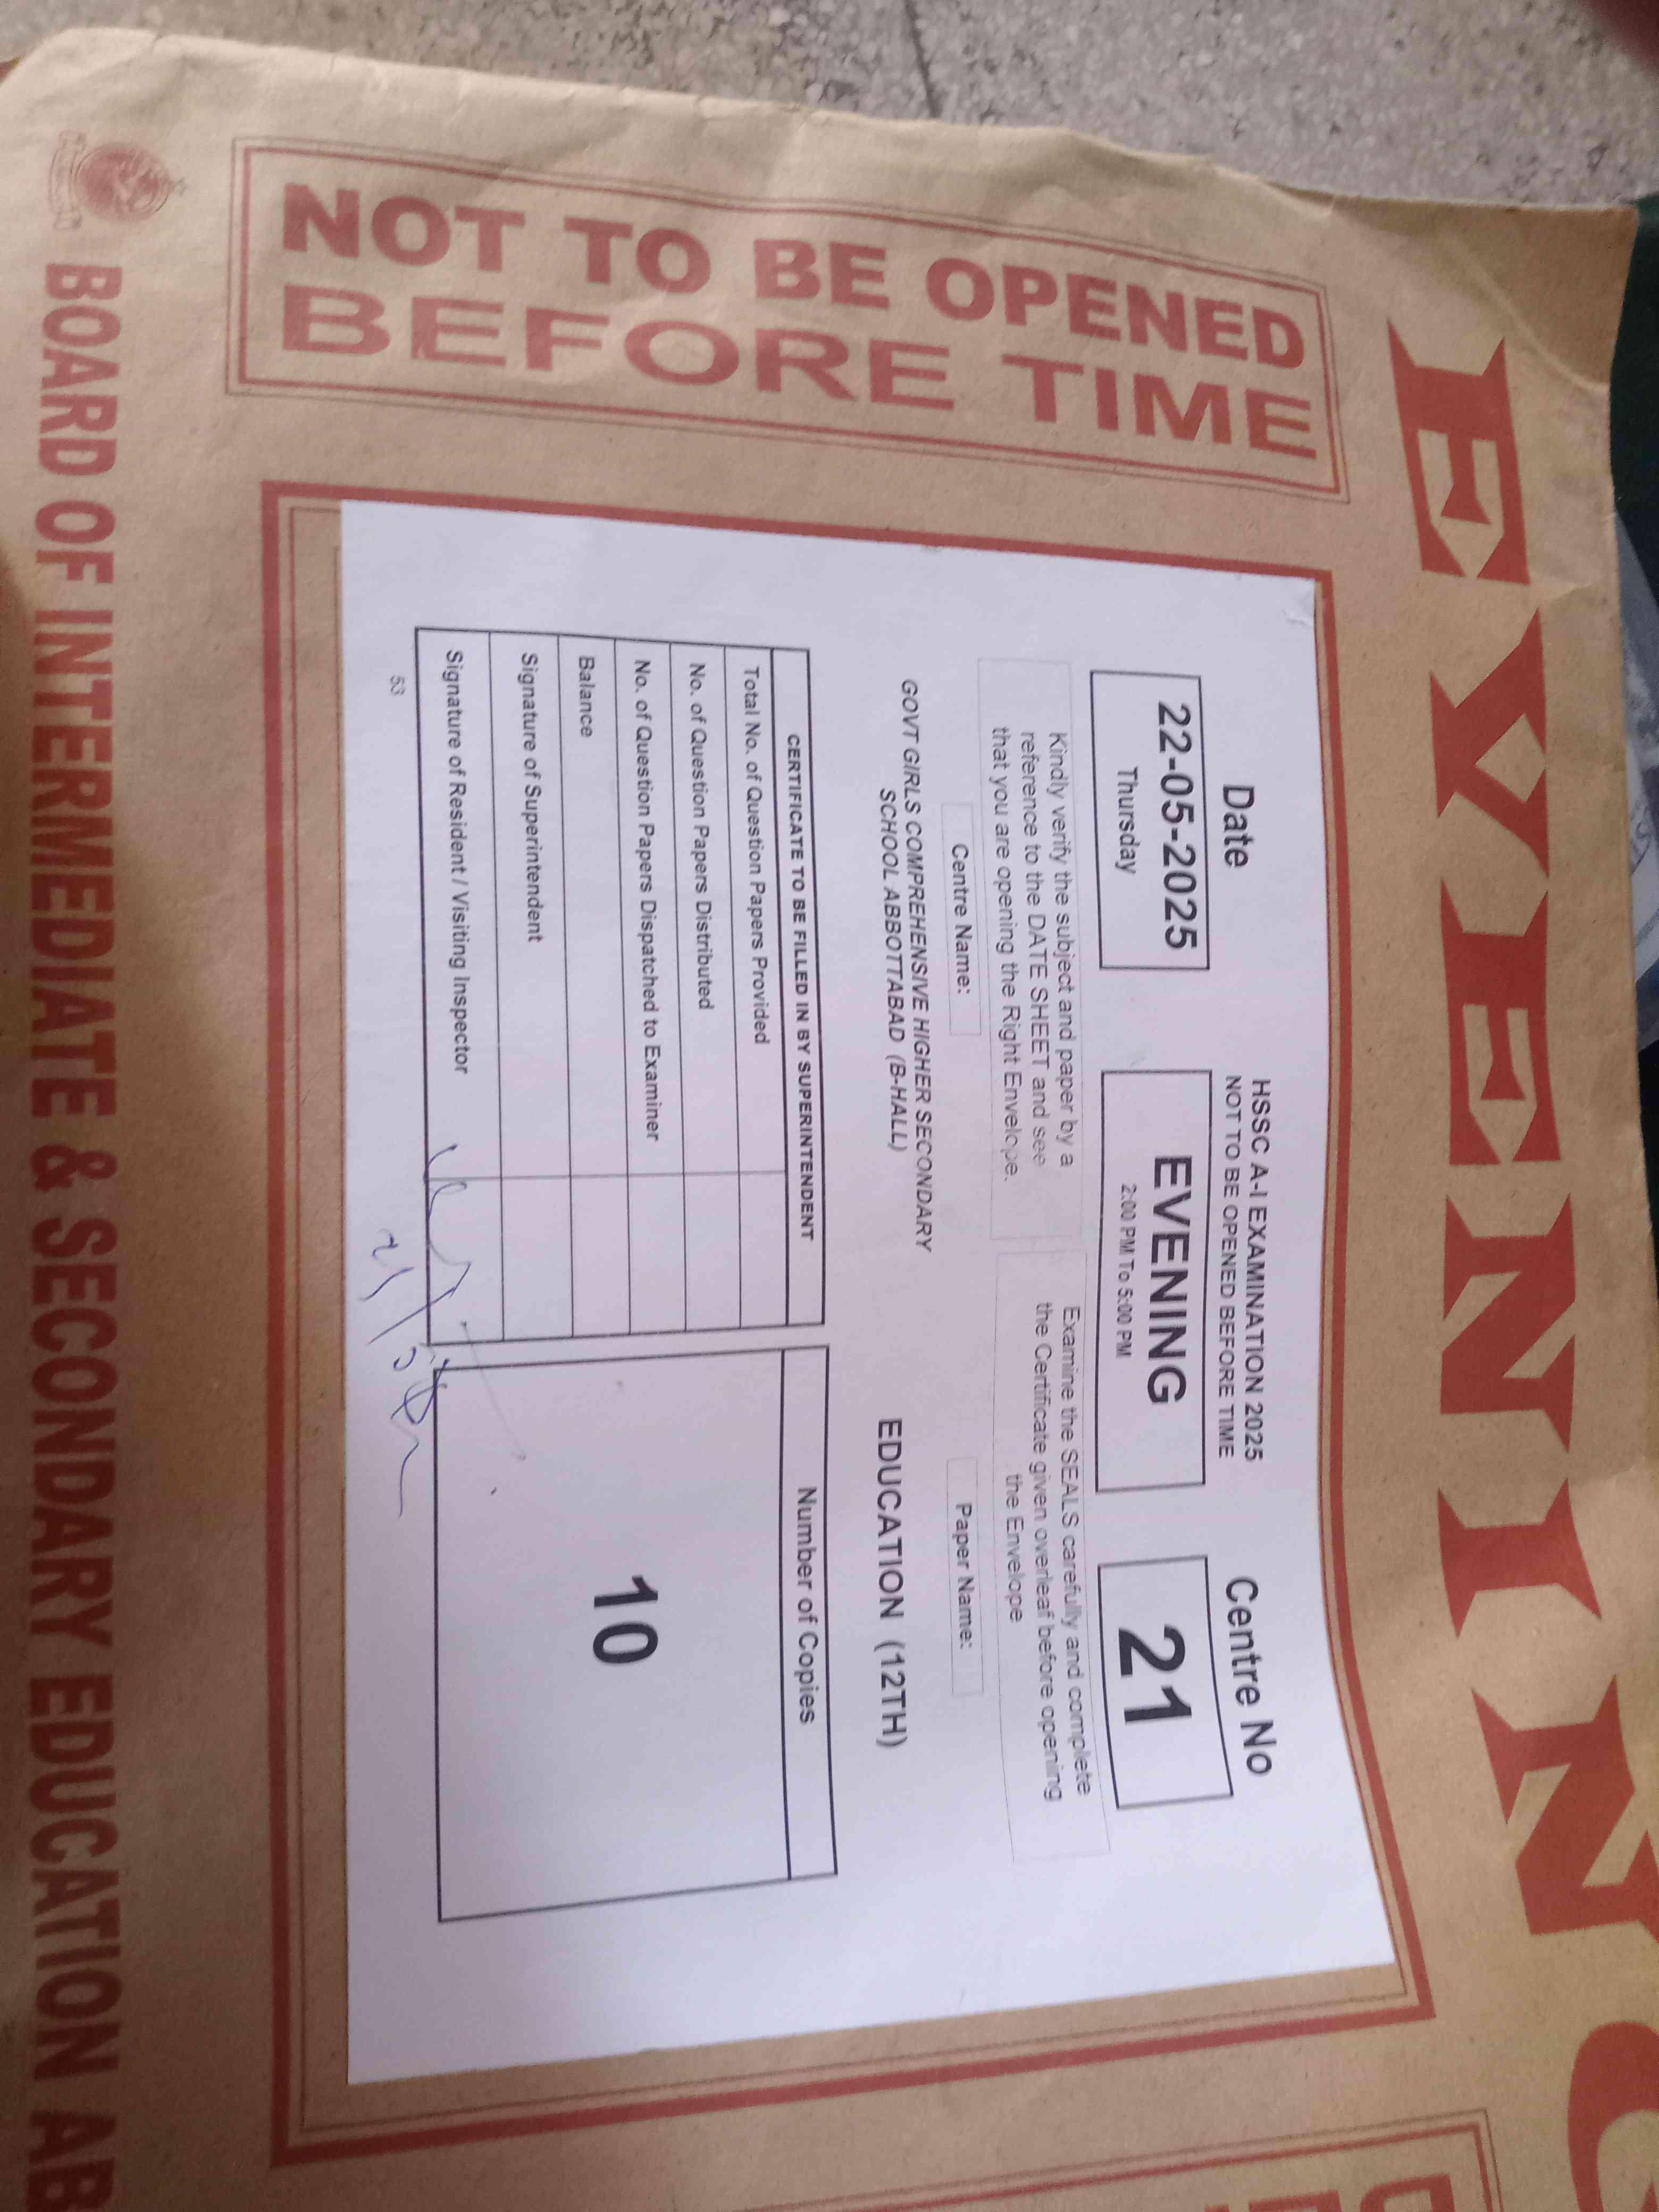 EVENING
NOT TO BE OPENED
BEFORE TIME
Date
22-05-2025
Thursday
HSSC A-I EXAMINATION 2025
NOT TO BE OPENED BEFORE TIME
EVENING
2:00 PM To 5:00 PM
Centre No
21
Kindly verify the subject and paper by a
reference to the DATE SHEET and see
that you are opening the Right Envelope.
Examine the SEALS carefully and complete
the Certificate given overleaf before opening
the Envelope
Centre Name:
GOVT GIRLS COMPREHENSIVE HIGHER SECONDARY
SCHOOL ABBOTTABAD (B-HALL)
Paper Name:
EDUCATION (12TH)
CERTIFICATE TO BE FILLED IN BY SUPERINTENDENT
Total No. of Question Papers Provided
No. of Question Papers Distributed
No. of Question Papers Dispatched to Examiner
Balance
Signature of Superintendent
Signature of Resident / Visiting Inspector
Number of Copies
10
53
BOARD OF INTERMEDIATE & SECONDARY EDUCATION AB